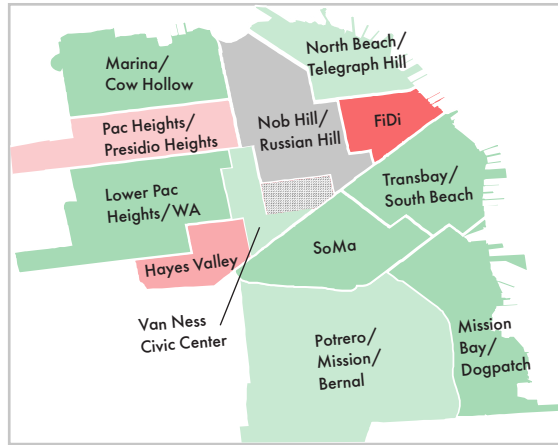 North Beach/
Telegraph Hill
Marina/
Cow Hollow
Pac Heights/
Presidio Heights
Nob Hill/
Russian Hill
FiDi
Lower Pac
Heights/WA
Transbay/
South Beach
SoMa
Hayes Valley
Van Ness
Civic Center
Potrero/
Mission/
Bernal
Mission
Bay/
Dogpatch